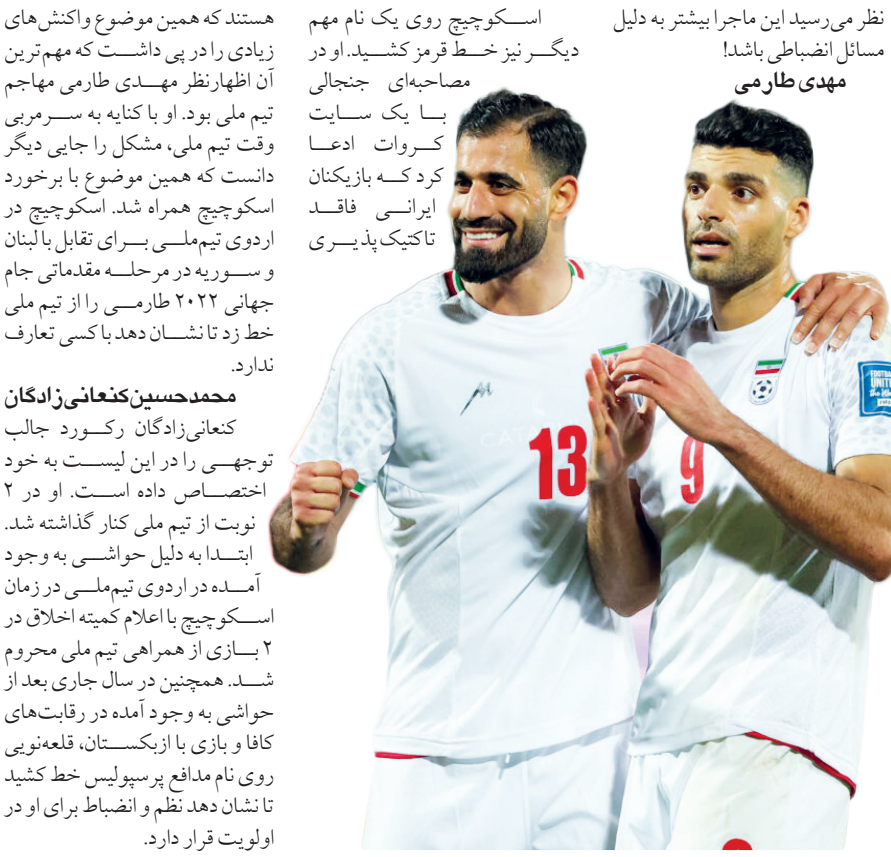 نظر می‌رسید این ماجرا بیشتر به دلیل
مسائل انضباطی باشد!
مهدی طارمی
اسکوچیچ روی یک نام مهم
دیگر نیز خط قرمز کشید. او در
مصاحبه‌ای جنجالی
با یک سایت
کروات ادعا
کرد که بازیکنان
ایرانی فاقد
تاکتیک‌پذیری
هستند که همین موضوع واکنش‌های
زیادی را در پی داشت که مهم‌ترین
آن اظهارنظر مهدی طارمی مهاجم
تیم ملی بود. او با کنایه به سرمربی
وقت تیم ملی، مشکل را جایی دیگر
دانست که همین موضوع با برخورد
اسکوچیچ همراه شد. اسکوچیچ در
اردوی تیم‌ملی برای تقابل با لبنان
و سوریه در مرحله مقدماتی جام
جهانی ۲۰۲۲ طارمی را از تیم ملی
خط زد تا نشان دهد با کسی تعارف
ندارد.
محمدحسین کنعانی‌زادگان
کنعانی‌زادگان رکورد جالب
توجهی را در این لیست به خود
اختصاص داده است. او در ۲
نوبت از تیم ملی کنار گذاشته شد.
ابتدا به دلیل حواشی به وجود
آمده در اردوی تیم‌ملی در زمان
اسکوچیچ با اعلام کمیته اخلاق در
۲ بازی از همراهی تیم ملی محروم
شد. همچنین در سال جاری بعد از
حواشی به وجود آمده در رقابت‌های
کافا و بازی با ازبکستان، قلعه‌نویی
روی نام مدافع پرسپولیس خط کشید
تا نشان دهد نظم و انضباط برای او در
اولویت قرار دارد.
13
9